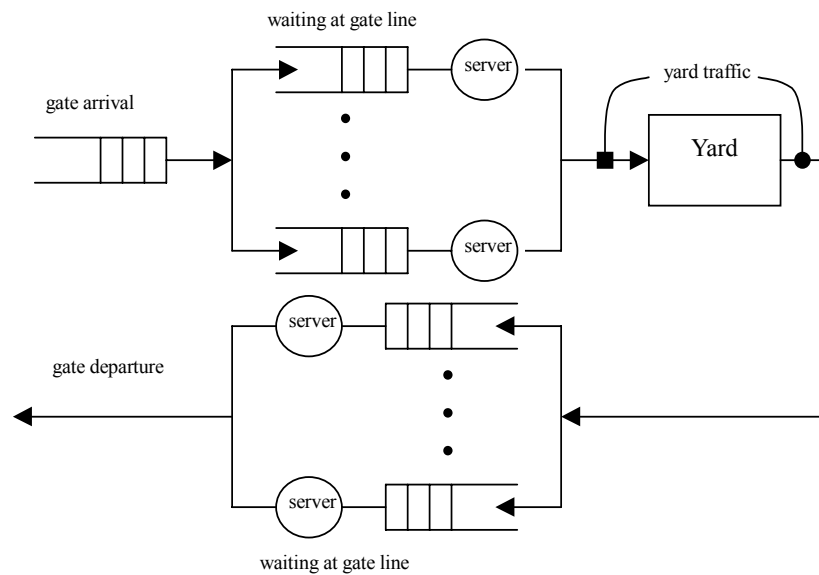 waiting at gate line
server
yard traffic
gate arrival
Yard
server
server
gate departure
server
waiting at gate line